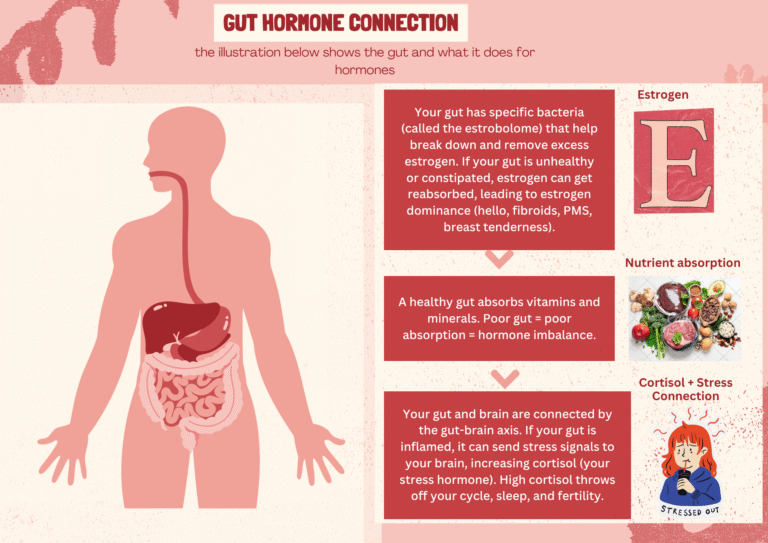 GUT HORMONE CONNECTION
the illustration below shows the gut and what it does for
hormones
Estrogen
Your gut has specific bacteria
(called the estrobolome) that help
break down and remove excess
estrogen. If your gut is unhealthy
or constipated, estrogen can get
reabsorbed, leading to estrogen
dominance (hello, fibroids, PMS,
breast tenderness).
E
Nutrient absorption
A healthy gut absorbs vitamins and
minerals. Poor gut = poor
absorption = hormone imbalance.
Cortisol + Stress
Connection
Your gut and brain are connected by
the gut-brain axis. If your gut is
inflamed, it can send stress signals to
your brain, increasing cortisol (your
stress hormone). High cortisol throws
off your cycle, sleep, and fertility.
STRESSED OUT